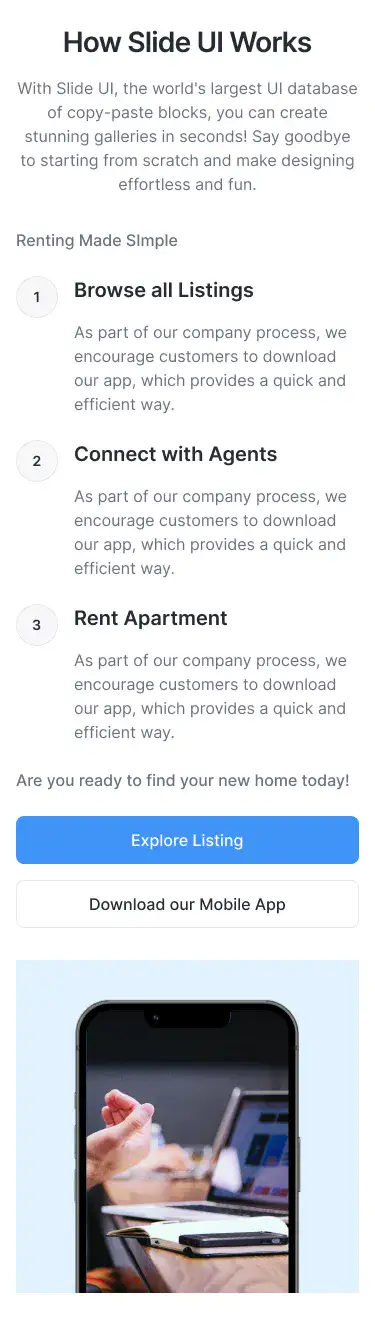 How Slide UI Works
With Slide UI, the world's largest UI database
of copy-paste blocks, you can create
stunning galleries in seconds! Say goodbye
to starting from scratch and make designing
effortless and fun.
Renting Made SImple
1
Browse all Listings
As part of our company process, we
encourage customers to download
our app, which provides a quick and
efficient way.
2
Connect with Agents
As part of our company process, we
encourage customers to download
our app, which provides a quick and
efficient way.
3
Rent Apartment
As part of our company process, we
encourage customers to download
our app, which provides a quick and
efficient way.
Are you ready to find your new home today!
Explore Listing
Download our Mobile App